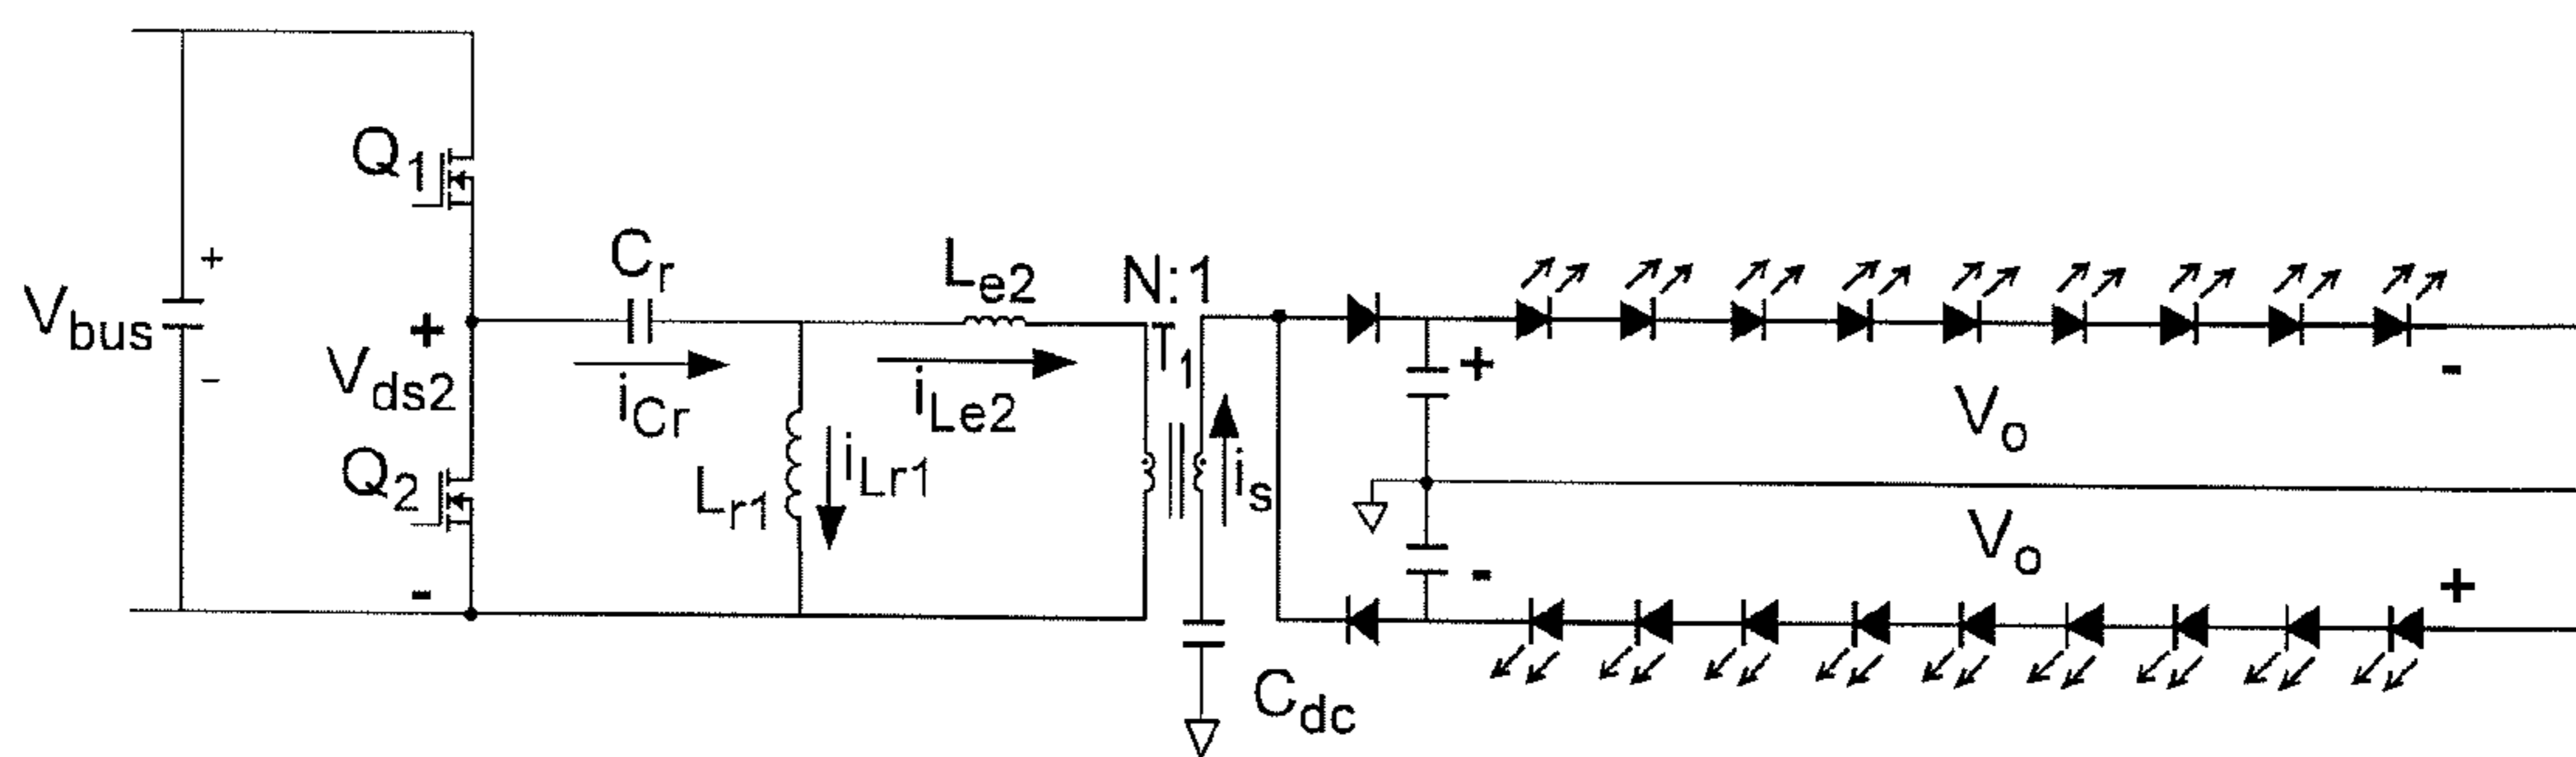 Q1
Cr
Le2
N:1
+
Vbus
-
+
Vds2
-
iCr
iLe2
T1
Q2
Lr1
iLr1
is
+
-
Vo
Vo
-
+
Cdc